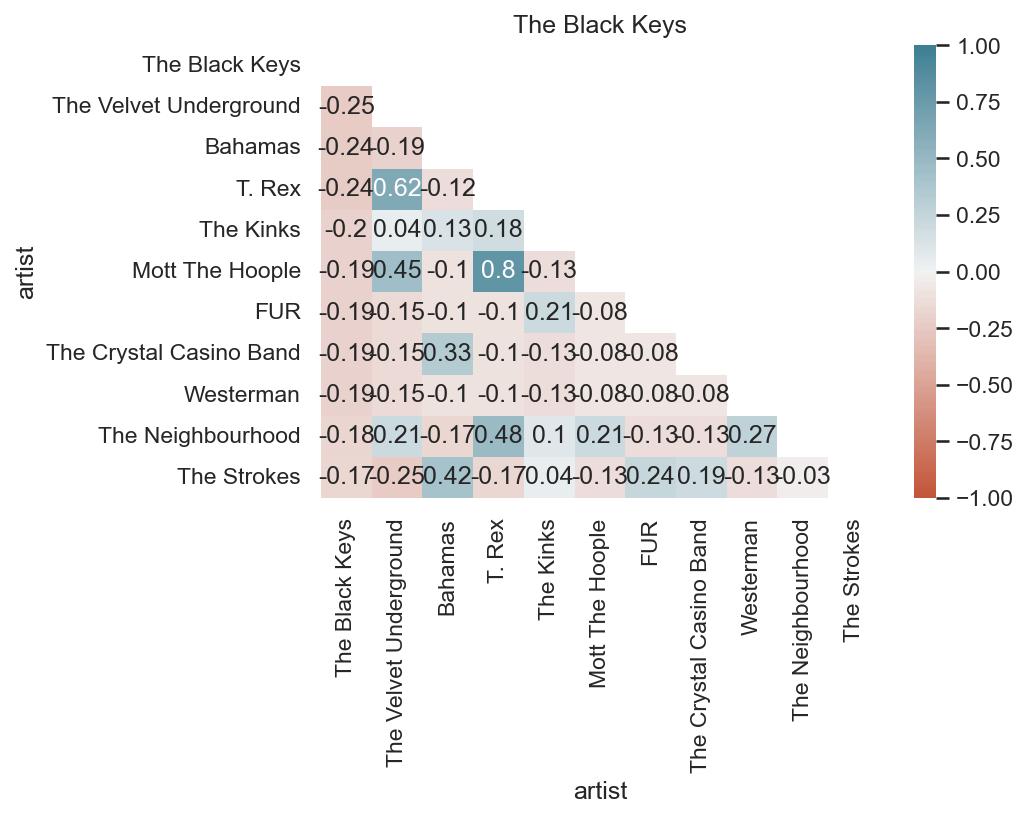 The Black Keys
The Black Keys
The Velvet Underground -0.25
Bahamas -0.24 -0.19
T. Rex -0.24 0.62 -0.12
The Kinks -0.2 0.04 0.13 0.18
Mott The Hoople -0.19 0.45 -0.1 0.8 -0.13
FUR -0.19 -0.15 -0.1 -0.1 0.21 -0.08
The Crystal Casino Band -0.19 -0.15 0.33 -0.1 -0.13 -0.08 -0.08
Westerman -0.19 -0.15 -0.1 -0.1 -0.13 -0.08 -0.08 -0.08
The Neighbourhood -0.18 0.21 -0.17 0.48 0.1 0.21 -0.13 -0.13 0.27
The Strokes -0.17 -0.25 0.42 -0.17 0.04 -0.13 0.24 0.19 -0.13 -0.03
artist
The Black Keys
The Velvet Underground
Bahamas
T. Rex
The Kinks
Mott The Hoople
FUR
The Crystal Casino Band
Westerman
The Neighbourhood
The Strokes
artist
1.00
0.75
0.50
0.25
0.00
−0.25
−0.50
−0.75
−1.00